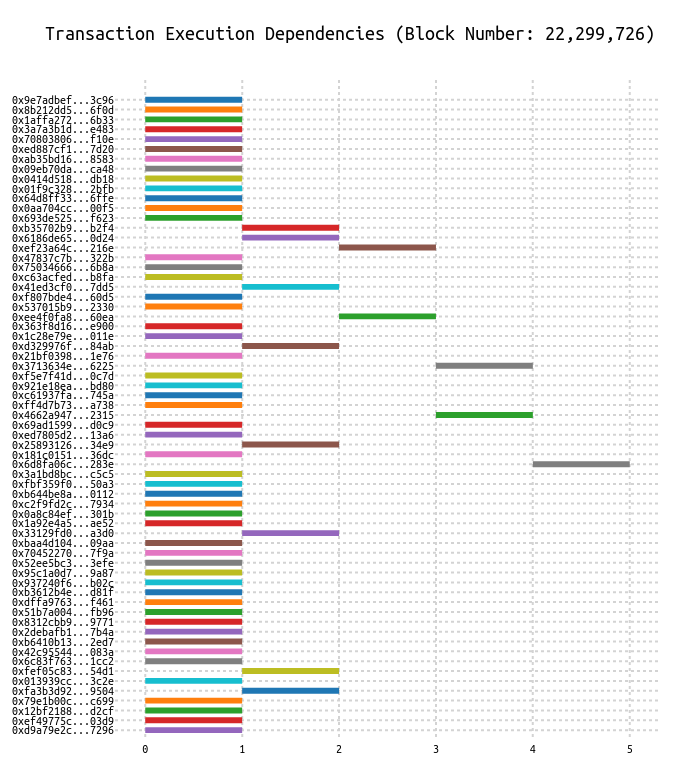 Transaction Execution Dependencies (Block Number: 22,299,726)
0x9e7adbef...3c96
0x8b212dd5...6f0d
0x1affa272...6b33
0x3a7a3b1d...e483
0x70803806...f10e
0xed887cf1...7d20
0xab35bd16...8583
0x09eb70da...ca48
0x0414d518...db18
0x01f9c328...2bfb
0x64d8ff33...6ffe
0x0aa704cc...00f5
0x693de525...f623
0xb35702b9...b2f4
0x6186de65...0d24
0xef23a64c...216e
0x47837c7b...322b
0x75034666...6b8a
0xc63acfed...b8fa
0x41ed3cf0...7dd5
0xf807bde4...60d5
0x537015b9...2330
0xee4f0fa8...60ea
0x363f8d16...e900
0x1c28e79e...011e
0xd329976f...84ab
0x21bf0398...1e76
0x3713634e...6225
0xf5e7f41d...0c7d
0x921e18ea...bd80
0xc61937fa...745a
0xff4d7b73...a738
0x4662a947...2315
0x69ad1599...d0c9
0xed7805d2...13a6
0x25893126...34e9
0x181c0151...36dc
0x6d8fa06c...283e
0x3a1bd8bc...c5c5
0xfbf359f0...50a3
0xb644be8a...0112
0xc2f9fd2c...7934
0x0a8c84ef...301b
0x1a92e4a5...ae52
0x33129fd0...a3d0
0xbaa4d104...09aa
0x70452270...7f9a
0x52ee5bc3...3efe
0x95c1a0d7...9a87
0x937240f6...b02c
0xb3612b4e...d81f
0xdffa9763...f461
0x51b7a004...fb96
0x8312cbb9...9771
0x2debafb1...7b4a
0xb6410b13...2ed7
0x42c95544...083a
0x6c83f763...1cc2
0xfef05c83...54d1
0x013939cc...3c2e
0xfa3b3d92...9504
0x79e1b00c...c699
0x12bf2188...d2cf
0xef49775c...03d9
0xd9a79e2c...7296
0 1 2 3 4 5